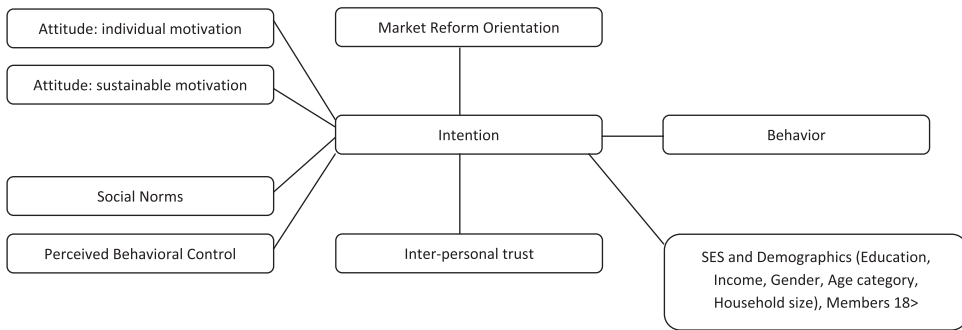 Attitude: individual motivation
Market Reform Orientation
Attitude: sustainable motivation
Intention
Behavior
Social Norms
Perceived Behavioral Control
Inter-personal trust
SES and Demographics (Education,
Income, Gender, Age category,
Household size), Members 18>